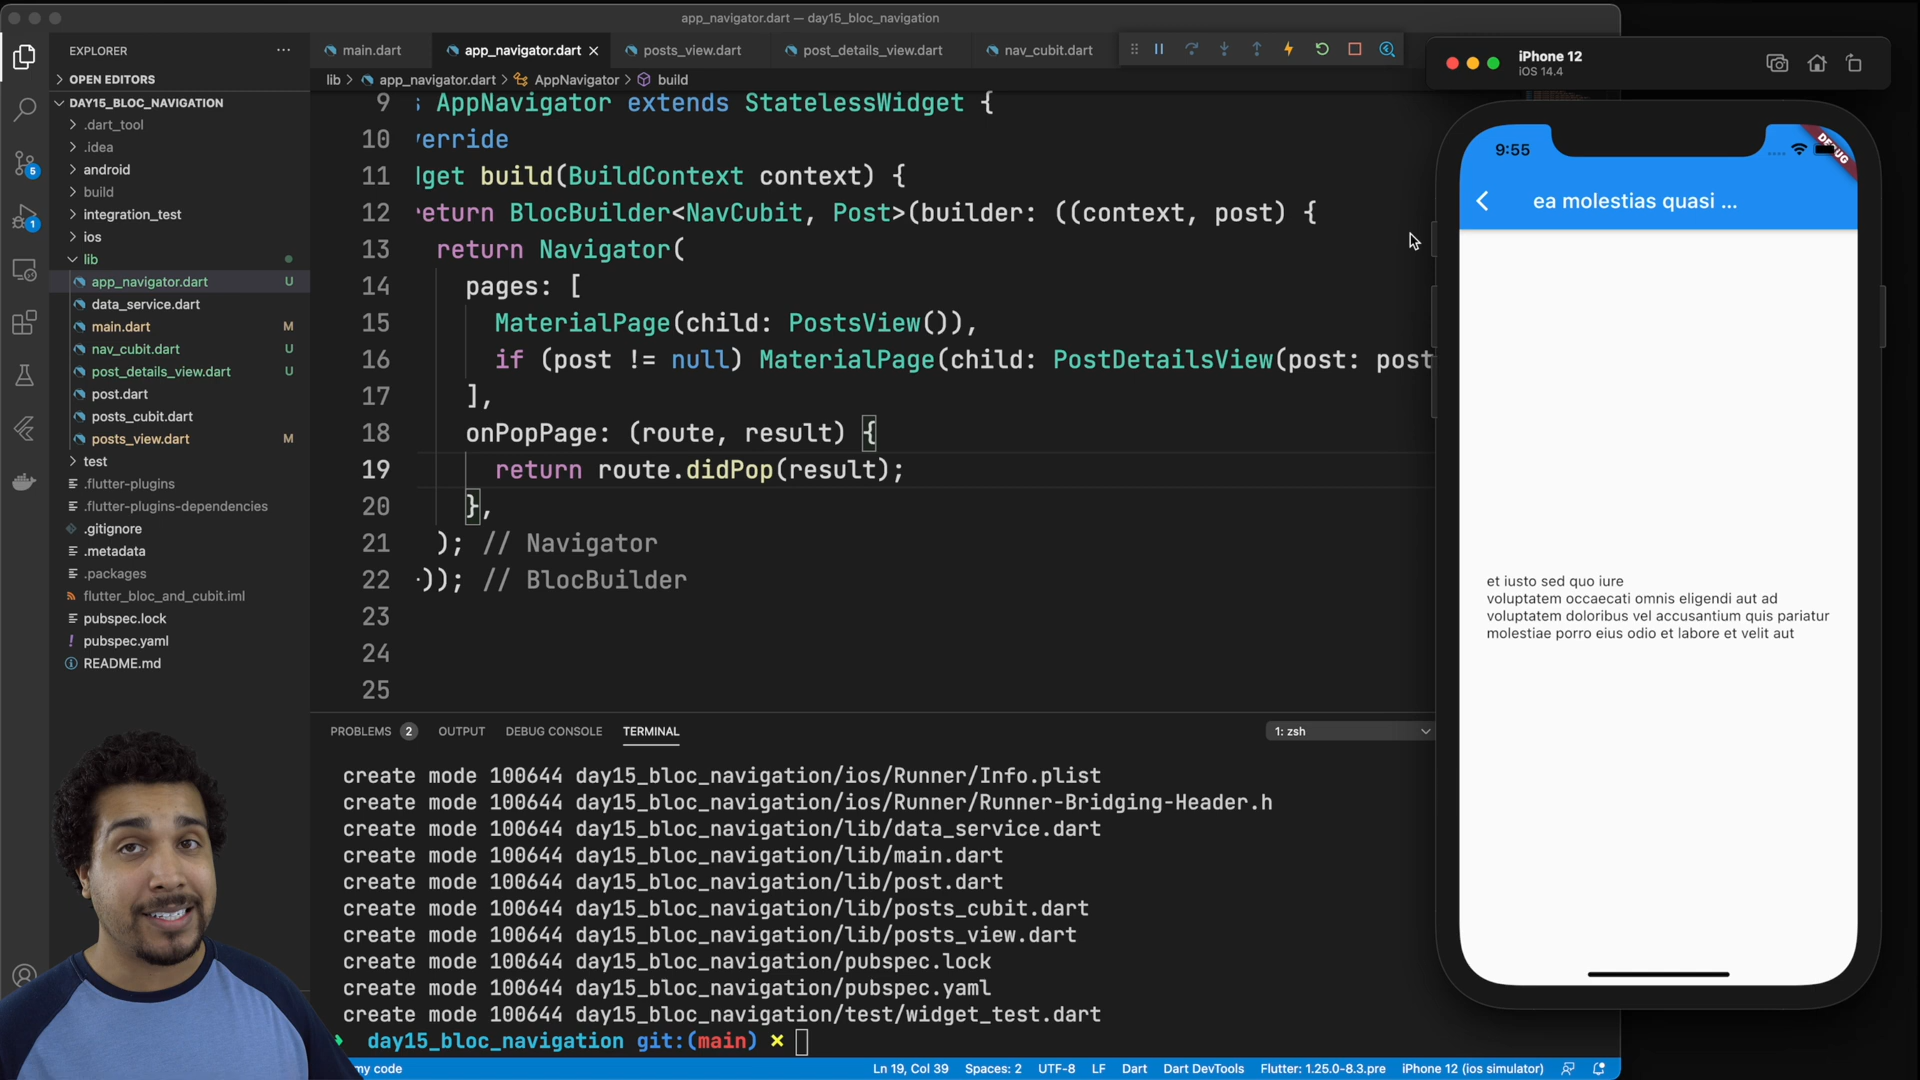 app_navigator.dart — day15_bloc_navigation
EXPLORER
main.dart
app_navigator.dart
posts_view.dart
post_details_view.dart
nav_cubit.dart
OPEN EDITORS
lib > app_navigator.dart > AppNavigator > build
DAY15_BLOC_NAVIGATION
.dart_tool
.idea
android
build
integration_test
ios
lib
app_navigator.dart U
data_service.dart
main.dart M
nav_cubit.dart U
post_details_view.dart U
post.dart
posts_cubit.dart
posts_view.dart M
test
.flutter-plugins
.flutter-plugins-dependencies
.gitignore
.metadata
.packages
flutter_bloc_and_cubit.iml
pubspec.lock
pubspec.yaml
README.md
5
1
9 AppNavigator extends StatelessWidget {
10 erride
11 get build(BuildContext context) {
12 eturn BlocBuilder<NavCubit, Post>(builder: ((context, post) {
13 return Navigator(
14 pages: [
15 MaterialPage(child: PostsView()),
16 if (post != null) MaterialPage(child: PostDetailsView(post: post
17 ],
18 onPopPage: (route, result) {
19 return route.didPop(result);
20 },
21 ); // Navigator
22 )); // BlocBuilder
23
24
25
PROBLEMS 2 OUTPUT DEBUG CONSOLE TERMINAL
1: zsh
create mode 100644 day15_bloc_navigation/ios/Runner/Info.plist
create mode 100644 day15_bloc_navigation/ios/Runner/Runner-Bridging-Header.h
create mode 100644 day15_bloc_navigation/lib/data_service.dart
create mode 100644 day15_bloc_navigation/lib/main.dart
create mode 100644 day15_bloc_navigation/lib/post.dart
create mode 100644 day15_bloc_navigation/lib/posts_cubit.dart
create mode 100644 day15_bloc_navigation/lib/posts_view.dart
create mode 100644 day15_bloc_navigation/pubspec.lock
create mode 100644 day15_bloc_navigation/pubspec.yaml
create mode 100644 day15_bloc_navigation/test/widget_test.dart
day15_bloc_navigation git:(main) ×
my code
Ln 19, Col 39 Spaces: 2 UTF-8 LF Dart Dart DevTools Flutter: 1.25.0-8.3.pre iPhone 12 (ios simulator)
iPhone 12
iOS 14.4
9:55
DEBUG
ea molestias quasi ...
et iusto sed quo iure
voluptatem occaecati omnis eligendi aut ad
voluptatem doloribus vel accusantium quis pariatur
molestiae porro eius odio et labore et velit aut